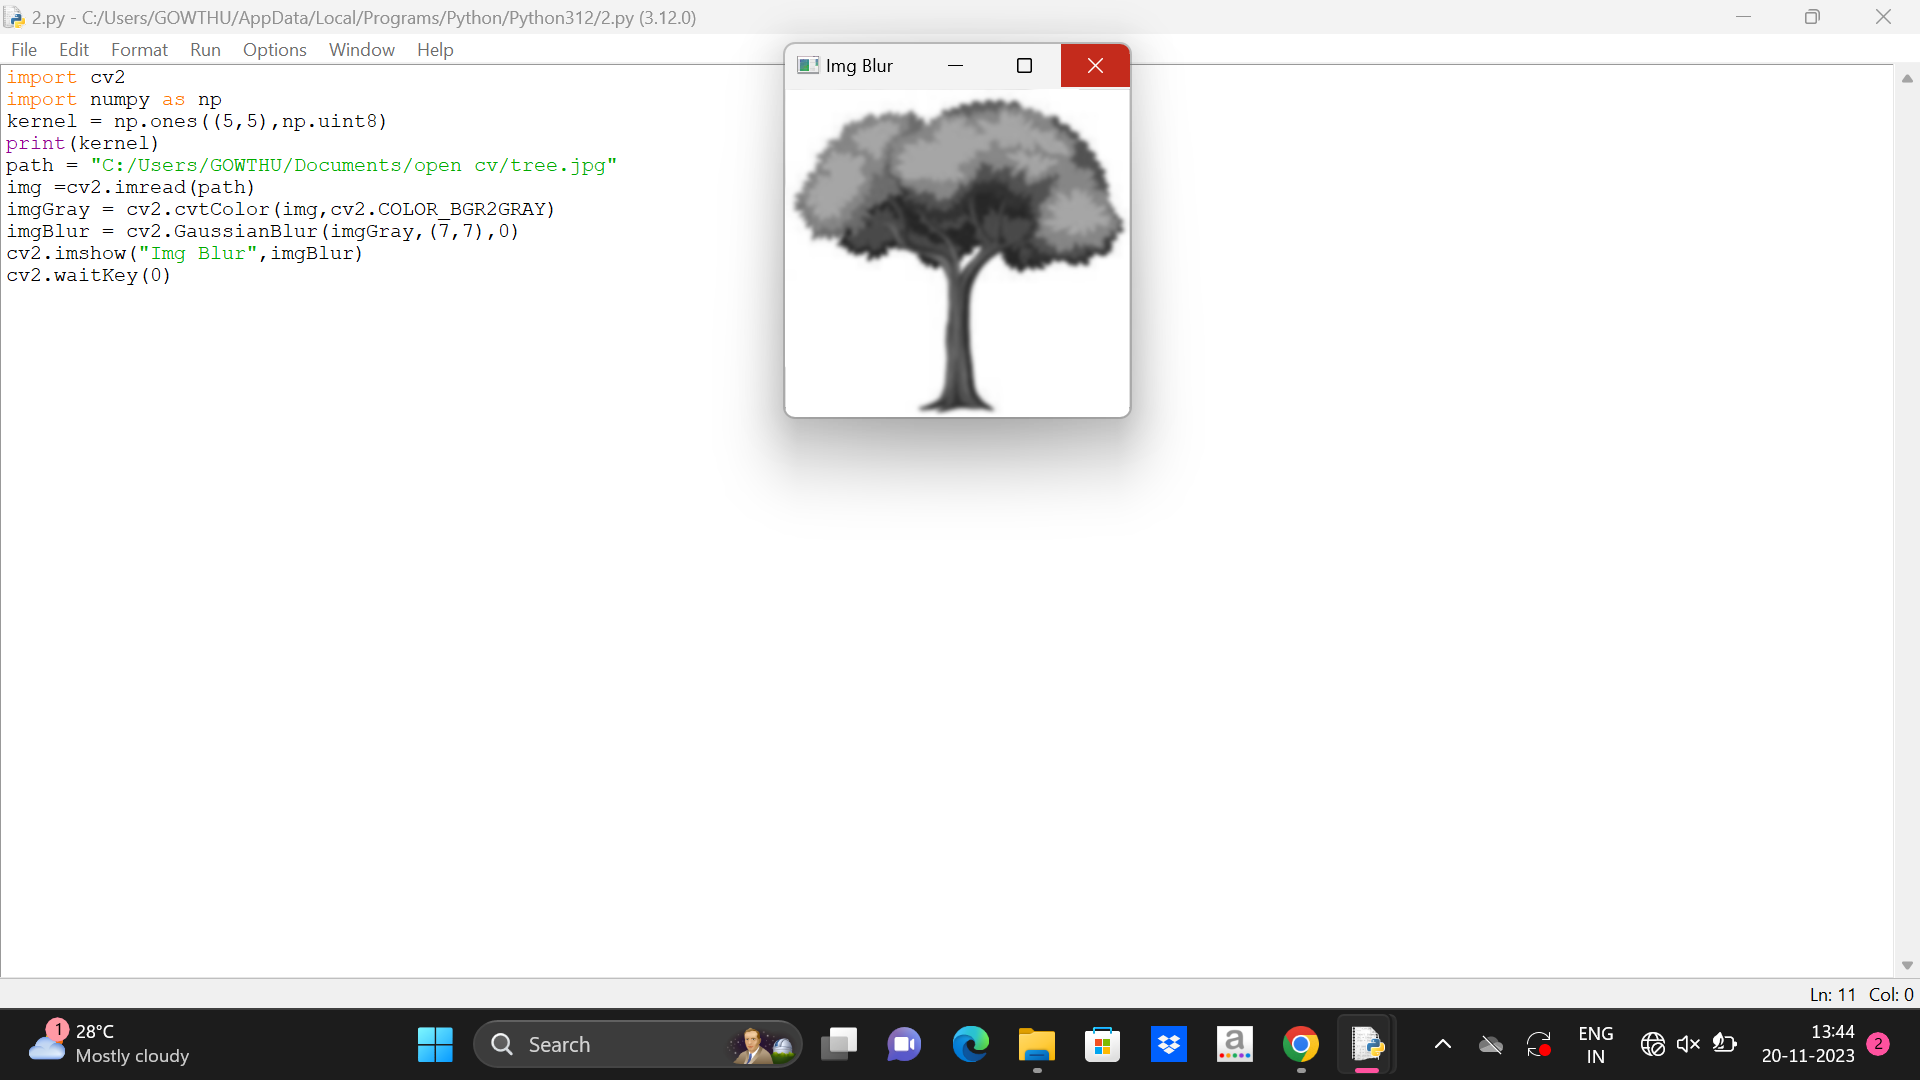 2.py - C:/Users/GOWTHU/AppData/Local/Programs/Python/Python312/2.py (3.12.0)
File Edit Format Run Options Window Help
import cv2
import numpy as np
kernel = np.ones((5,5),np.uint8)
print(kernel)
path = "C:/Users/GOWTHU/Documents/open cv/tree.jpg"
img =cv2.imread(path)
imgGray = cv2.cvtColor(img,cv2.COLOR_BGR2GRAY)
imgBlur = cv2.GaussianBlur(imgGray,(7,7),0)
cv2.imshow("Img Blur",imgBlur)
cv2.waitKey(0)
Img Blur
Ln: 11 Col: 0
1
28°C
Mostly cloudy
Search
a
ENG
IN
13:44
20-11-2023
2